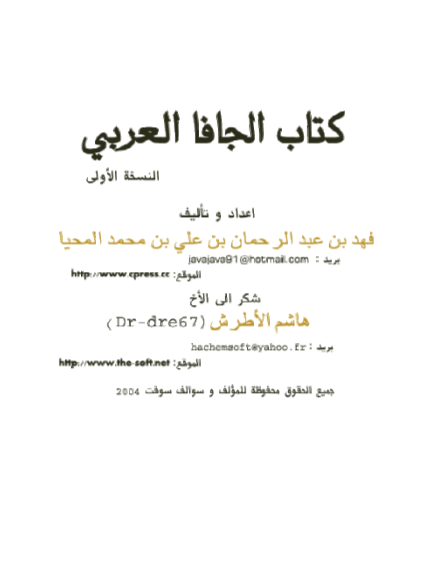 كتاب الجافا العربي
النسخة الأولى
اعداد و تأليف
فهد بن عبد الرحمان بن علي بن محمد المحيا
بريد : javajava91@hotmail.com
الموقع: http://www.cpress.cc
شكر الى الأخ
هاشم الأطرش (Dr-dre67)
بريد : hachemsoft@yahoo.fr
الموقع: http://www.the-soft.net
جميع الحقوق محفوظة للمؤلف و سوالف سوفت 2004